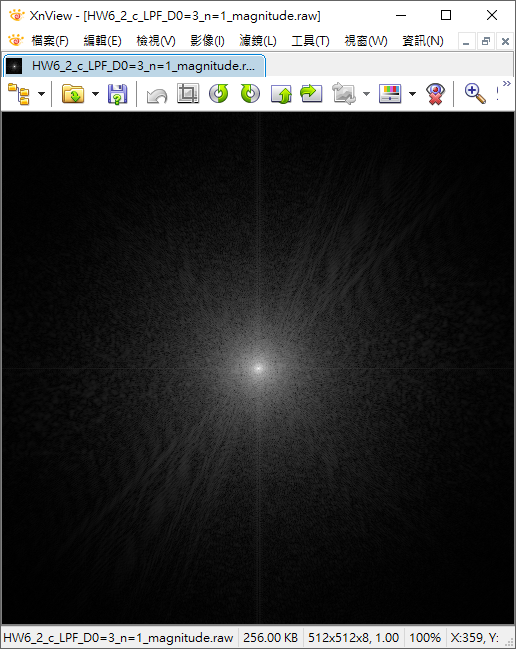 XnView - [HW6_2_c_LPF_D0=3_n=1_magnitude.raw]
檔案(F) 編輯(E) 檢視(V) 影像(I) 濾鏡(L) 工具(T) 視窗(W) 資訊(N)
HW6_2_c_LPF_D0=3_n=1_magnitude.r...
HW6_2_c_LPF_D0=3_n=1_magnitude.raw 256.00 KB 512x512x8, 1.00 100% X:359, Y: